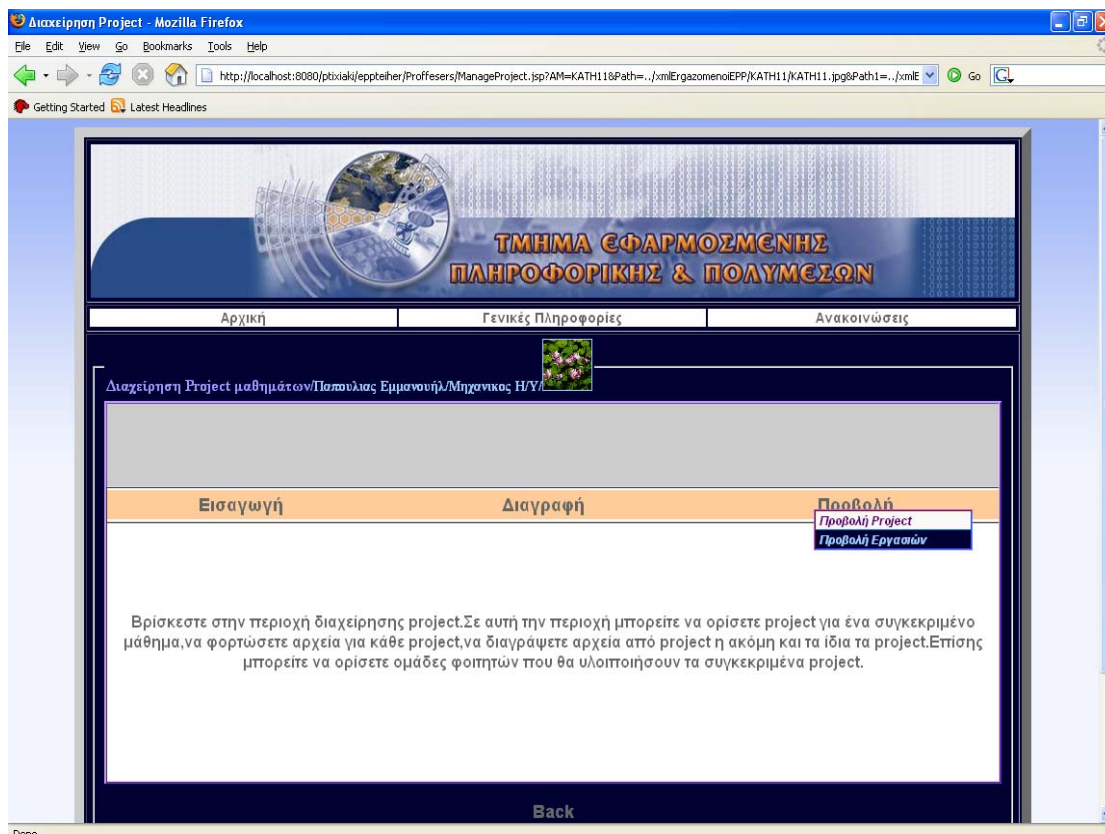 Διαχείρηση Project - Mozilla Firefox
File Edit View Go Bookmarks Tools Help
http://localhost:8080/ptixiaki/eppteiher/Proffesers/ManageProject.jsp?AM=KATH11&Path=../xmlErgazomenoiEPP/KATH11/KATH11.jpg&Path1=../xmlE Go
Getting Started Latest Headlines
ΤΜΗΜΑ ΕΦΑΡΜΟΣΜΕΝΗΣ
ΠΛΗΡΟΦΟΡΙΚΗΣ & ΠΟΛΥΜΕΣΩΝ
Αρχική Γενικές Πληροφορίες Ανακοινώσεις
Διαχείρηση Project μαθημάτων/Παπουλιας Εμμανουήλ/Μηχανικος Η/Υ/
Εισαγωγή Διαγραφή Προβολή
Προβολή Project
Προβολή Εργασιών
Βρίσκεστε στην περιοχή διαχείρησης project.Σε αυτή την περιοχή μπορείτε να ορίσετε project για ένα συγκεκριμένο
μάθημα,να φορτώσετε αρχεία για κάθε project,να διαγράψετε αρχεία από project η ακόμη και τα ίδια τα project.Επίσης
μπορείτε να ορίσετε ομάδες φοιτητών που θα υλοιποιήσουν τα συγκεκριμένα project.
Back
Done